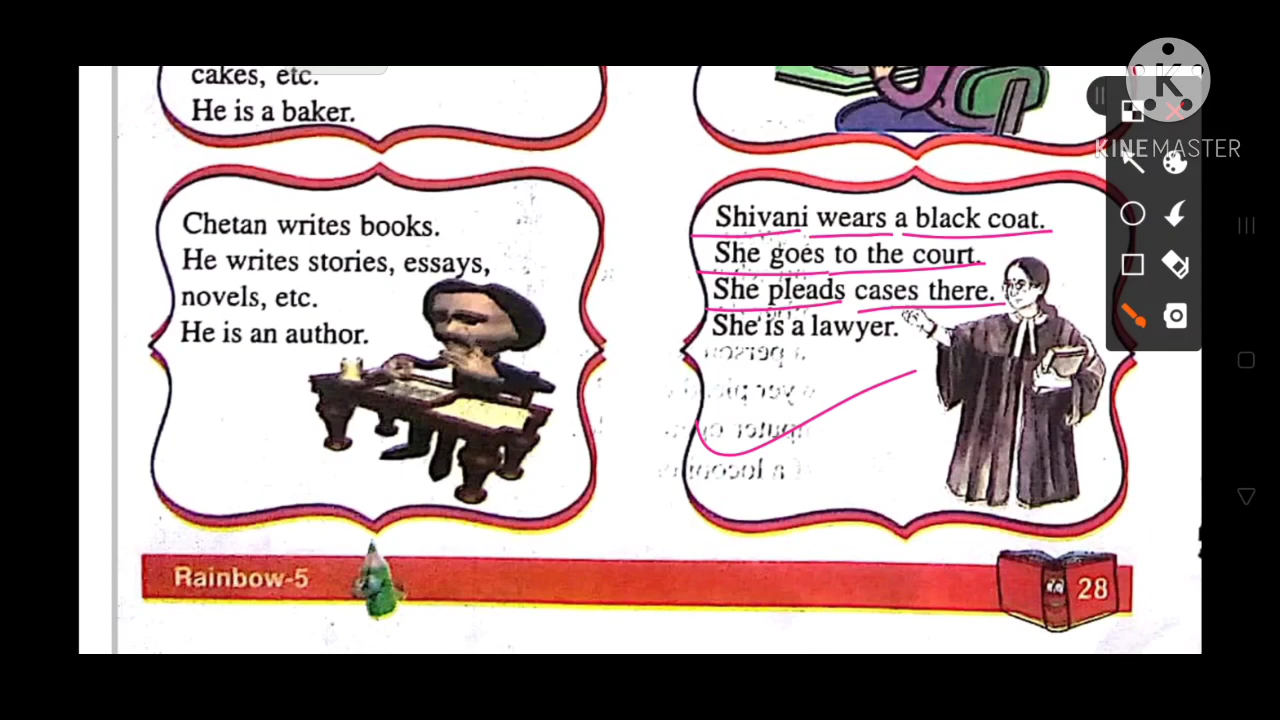 cakes, etc.
He is a baker.
Chetan writes books.
He writes stories, essays,
novels, etc.
He is an author.
Shivani wears a black coat.
She goes to the court.
She pleads cases there.
She is a lawyer.
Rainbow-5
28
K
KINEMASTER